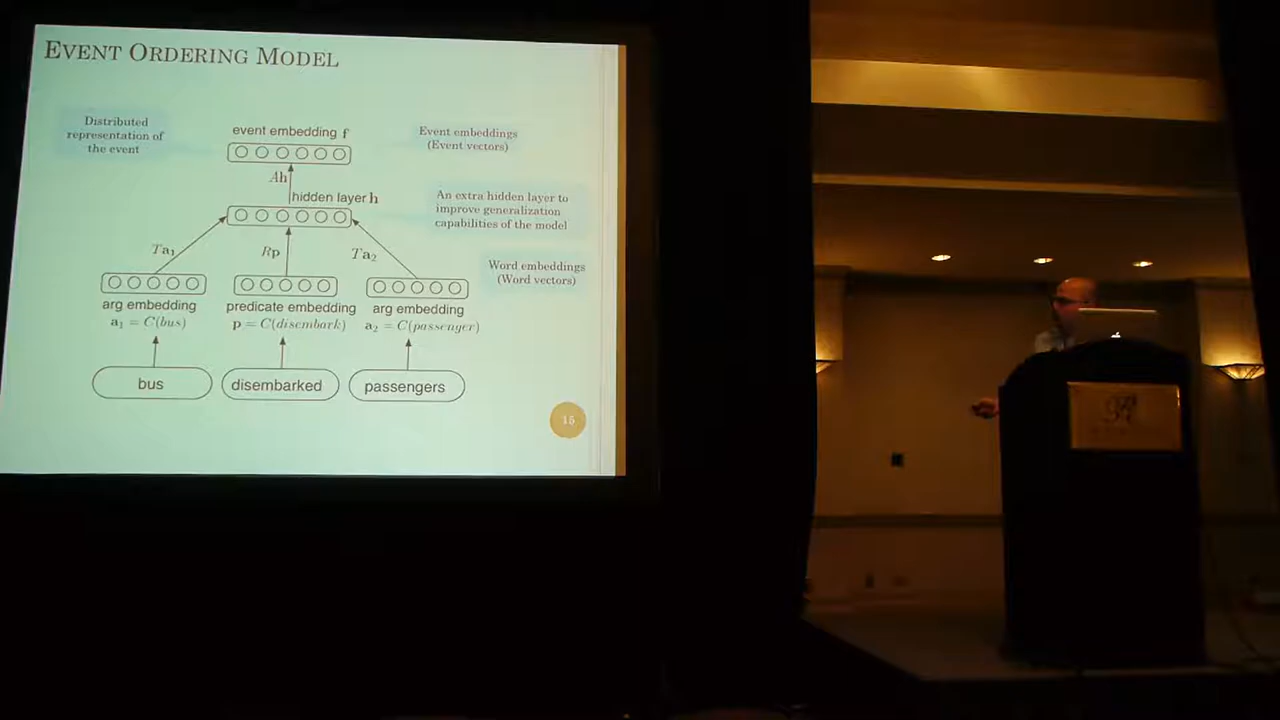 EVENT ORDERING MODEL
Distributed
representation of
the event
event embedding f
Event embeddings
(Event vectors)
Ah
hidden layer h
An extra hidden layer to
improve generalization
capabilities of the model
Ta₁
Rp
Ta₂
Word embeddings
(Word vectors)
arg embedding
predicate embedding
arg embedding
a₁ = C(bus)
p = C(disembark)
a₂ = C(passenger)
bus
disembarked
passengers
15